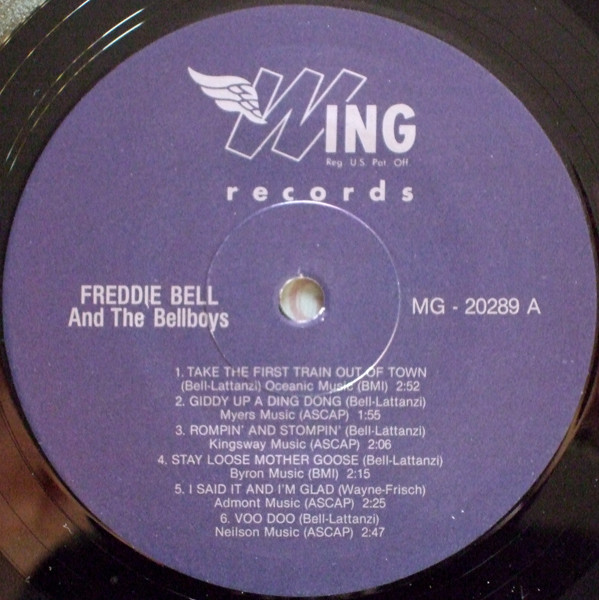 WING
Reg. U.S. Pat. Off.
records
FREDDIE BELL
And The Bellboys
MG - 20289 A
1. TAKE THE FIRST TRAIN OUT OF TOWN
(Bell-Lattanzi) Oceanic Music (BMI) 2:52
2. GIDDY UP A DING DONG (Bell-Lattanzi)
Myers Music (ASCAP) 1:55
3. ROMPIN' AND STOMPIN' (Bell-Lattanzi)
Kingsway Music (ASCAP) 2:06
4. STAY LOOSE MOTHER GOOSE (Bell-Lattanzi)
Byron Music (BMI) 2:15
5. I SAID IT AND I'M GLAD (Wayne-Frisch)
Admont Music (ASCAP) 2:25
6. VOO DOO (Bell-Lattanzi)
Neilson Music (ASCAP) 2:47